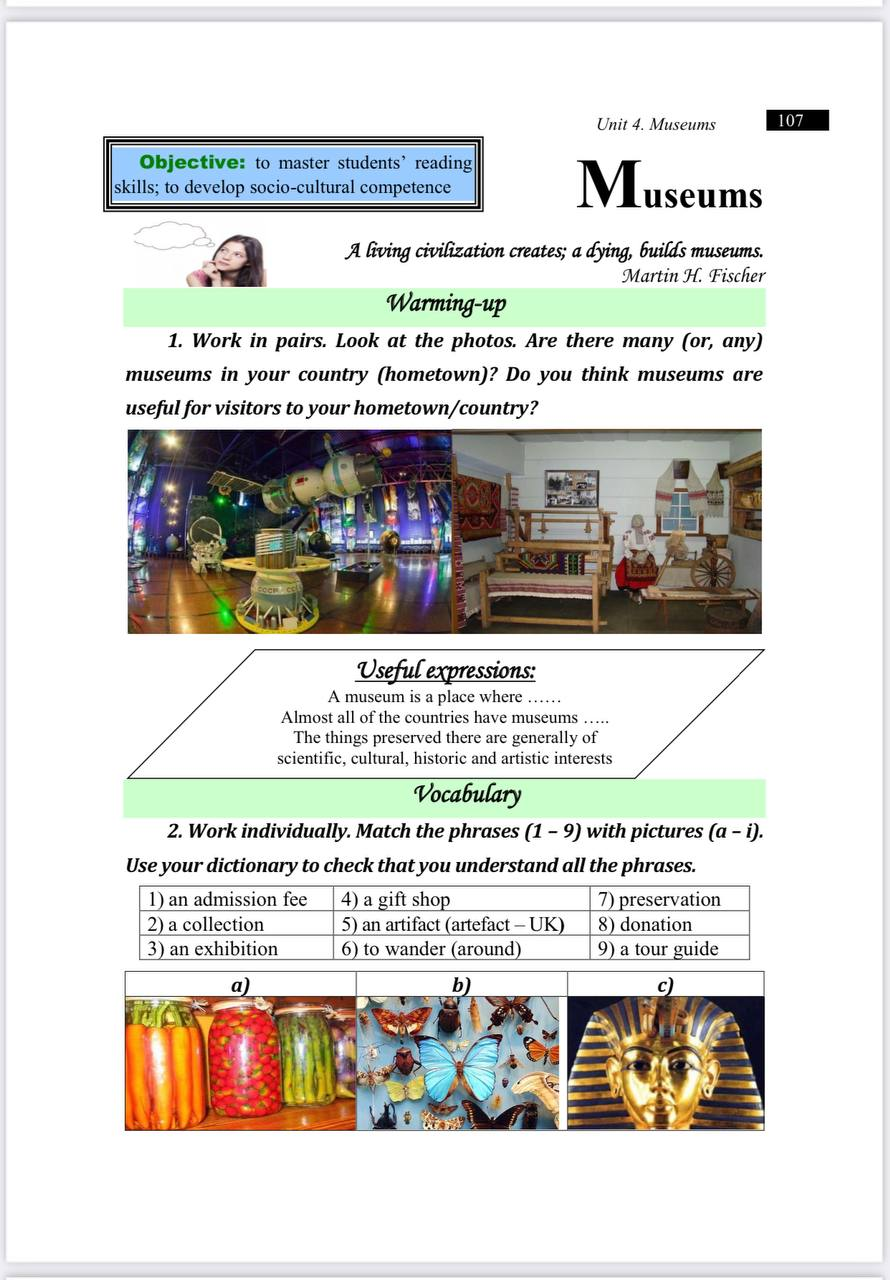 Unit 4. Museums 107
Objective: to master students’ reading
skills; to develop socio-cultural competence
Museums
A living civilization creates; a dying, builds museums.
Martin H. Fischer
Warming-up
1. Work in pairs. Look at the photos. Are there many (or, any)
museums in your country (hometown)? Do you think museums are
useful for visitors to your hometown/country?
СССР
Useful expressions:
A museum is a place where ……
Almost all of the countries have museums …..
The things preserved there are generally of
scientific, cultural, historic and artistic interests
Vocabulary
2. Work individually. Match the phrases (1 – 9) with pictures (a – i).
Use your dictionary to check that you understand all the phrases.
1) an admission fee 4) a gift shop 7) preservation
2) a collection 5) an artifact (artefact – UK) 8) donation
3) an exhibition 6) to wander (around) 9) a tour guide
a) b) c)